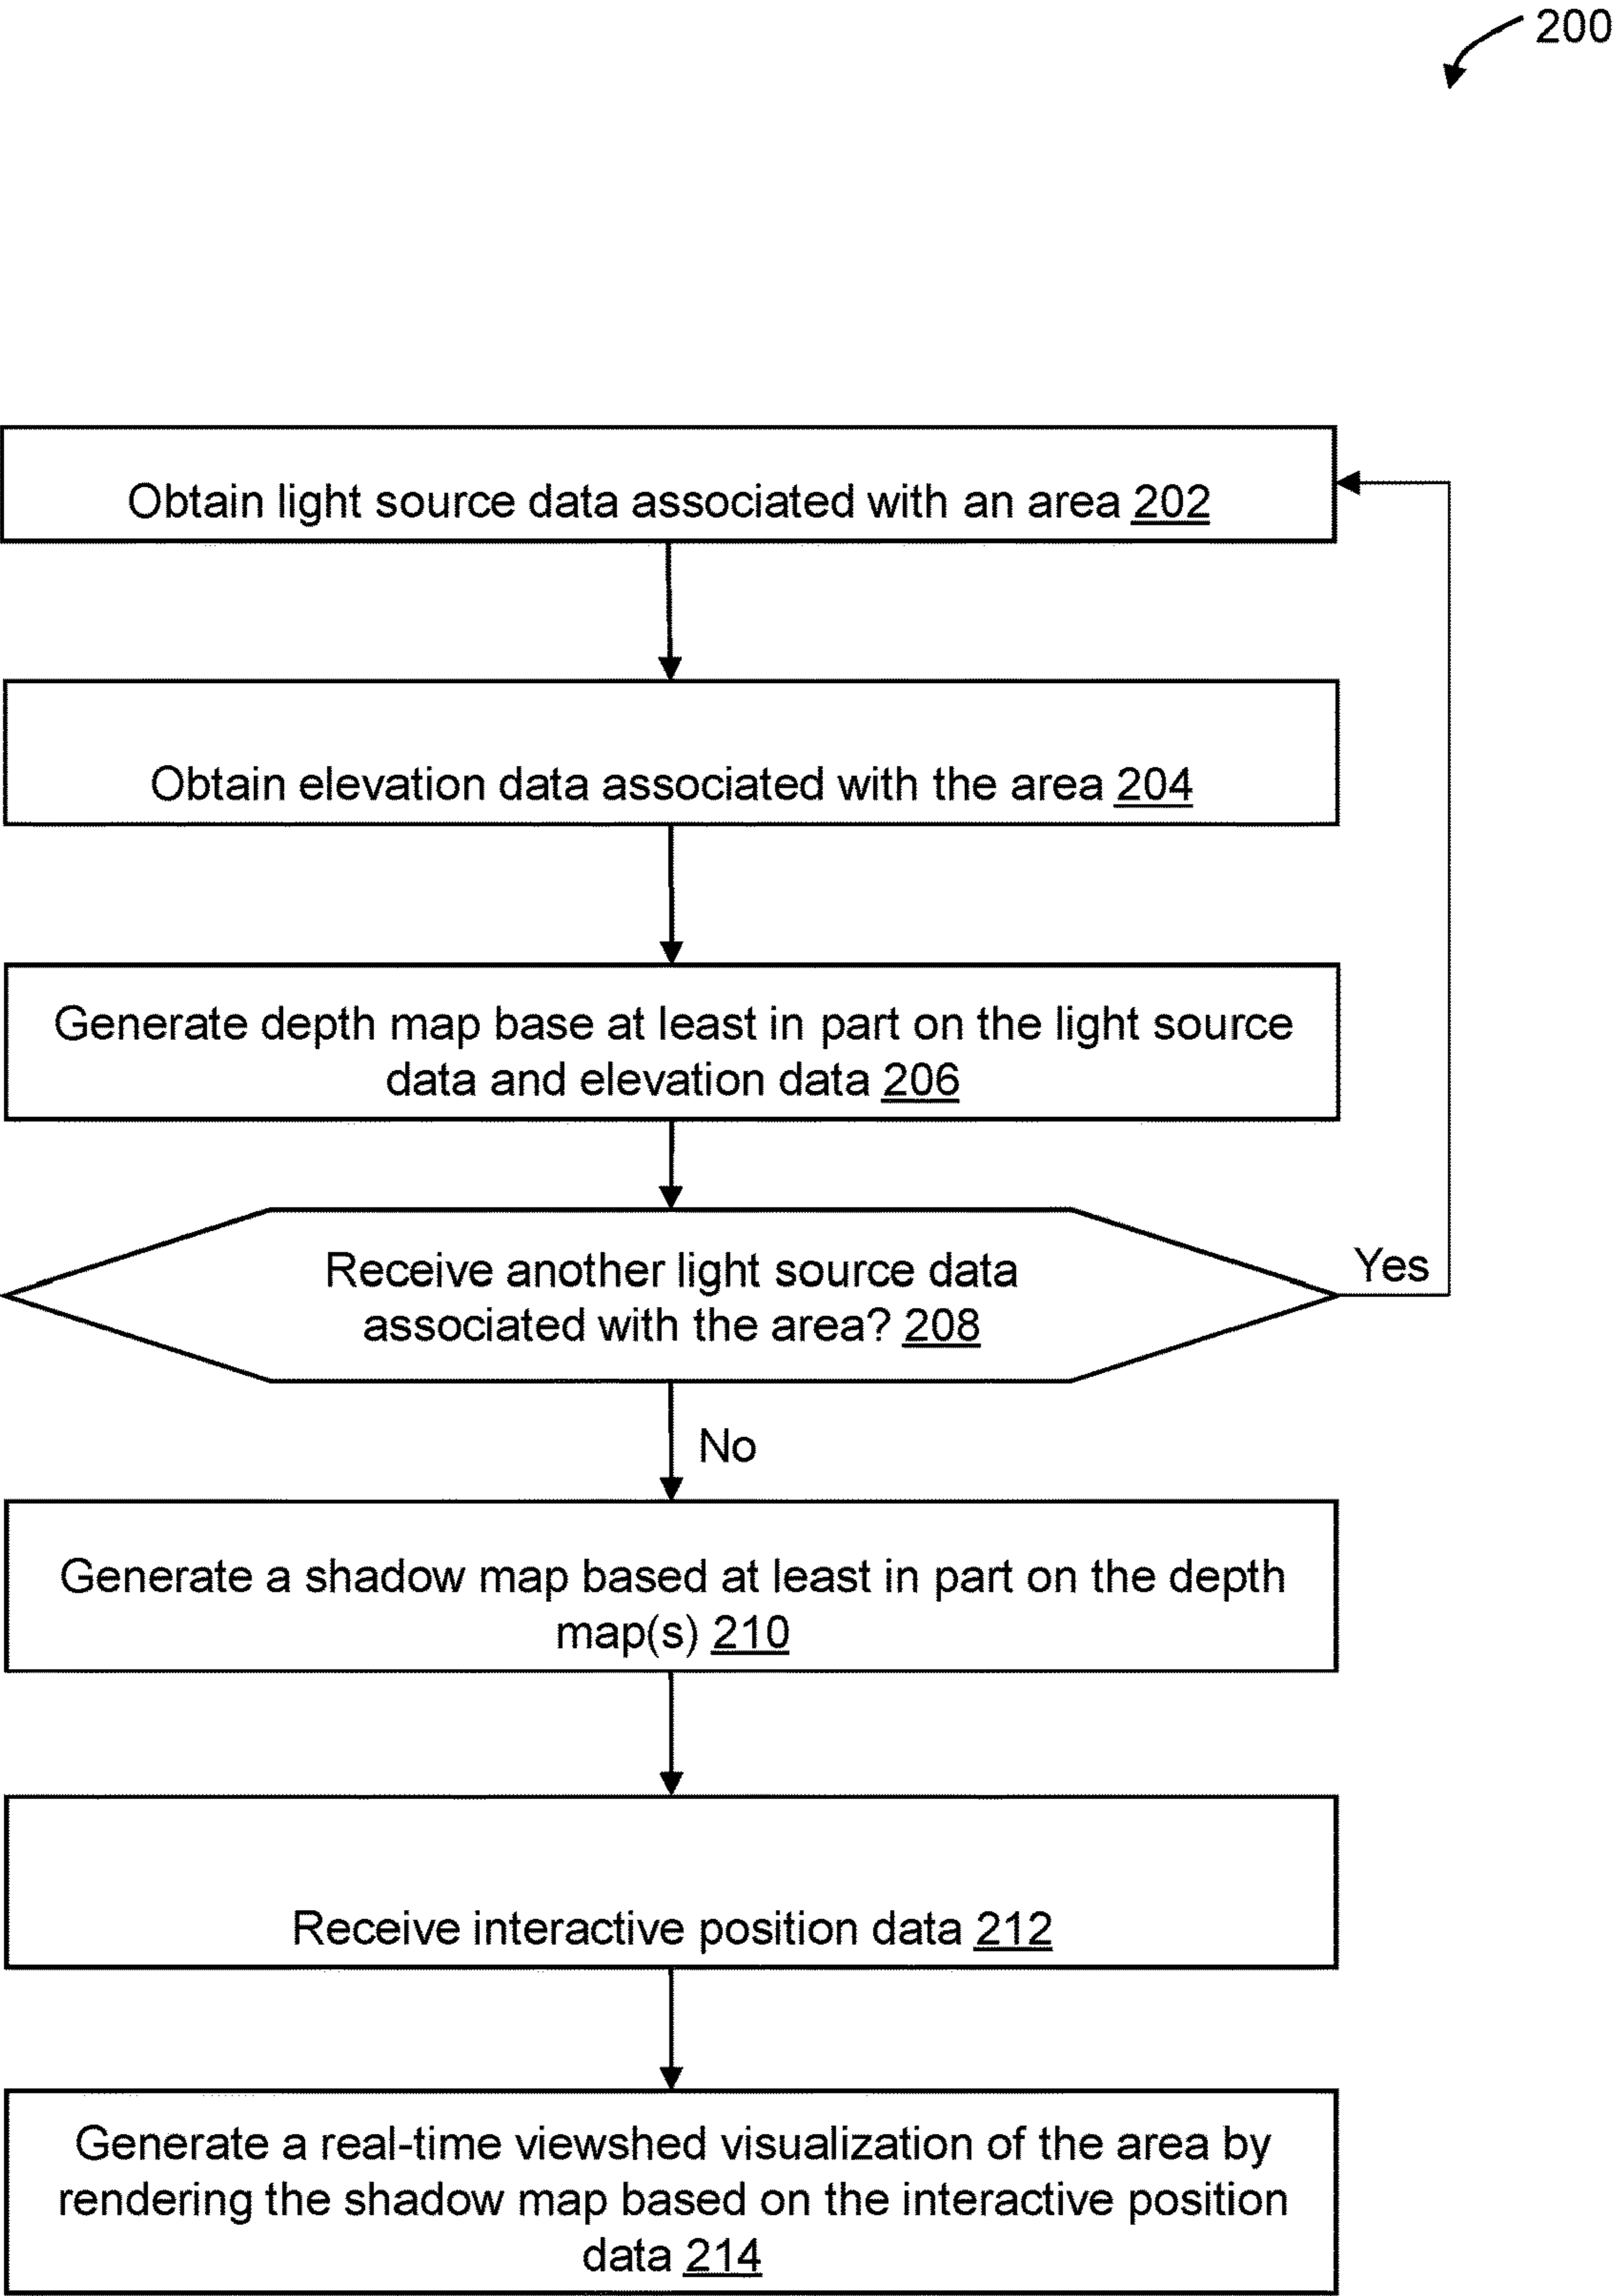 200
Obtain light source data associated with an area 202
Obtain elevation data associated with the area 204
Generate depth map base at least in part on the light source
data and elevation data 206
Receive another light source data
associated with the area? 208
Yes
No
Generate a shadow map based at least in part on the depth
map(s) 210
Receive interactive position data 212
Generate a real-time viewshed visualization of the area by
rendering the shadow map based on the interactive position
data 214